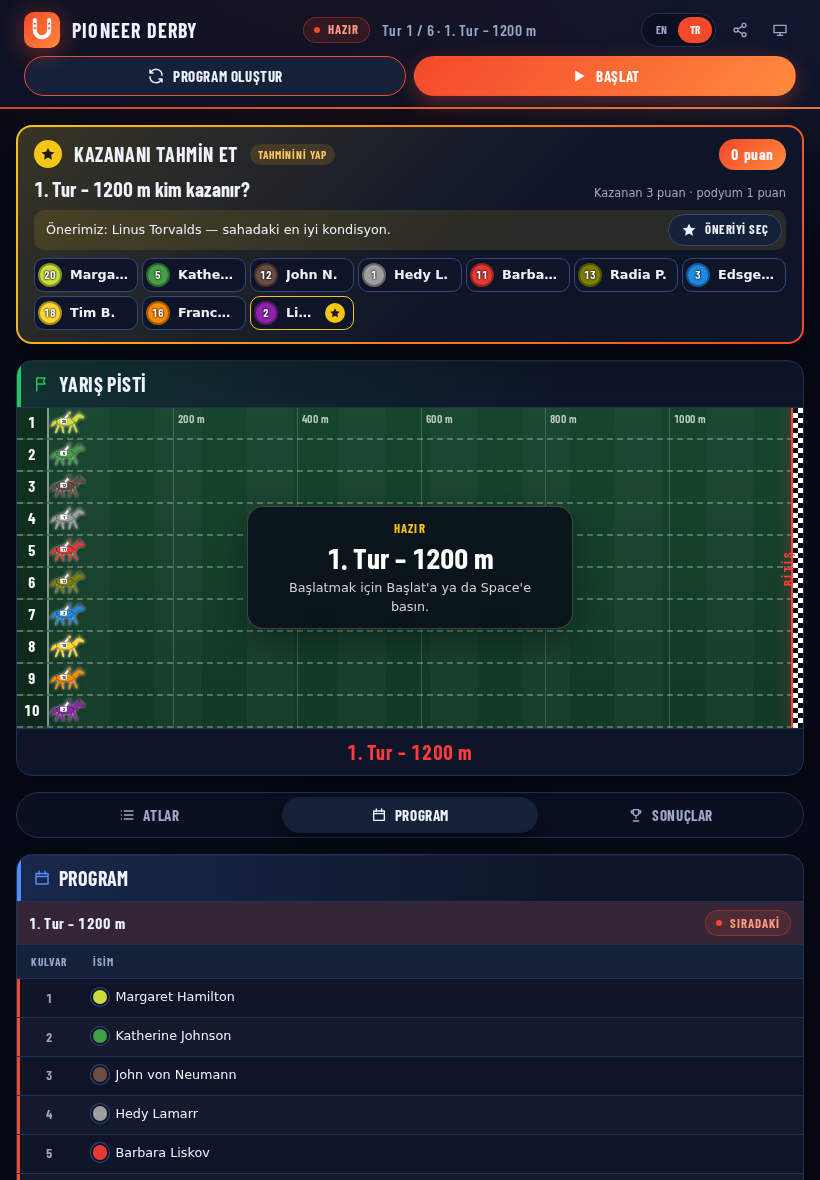 PIONEER DERBY
HAZIR
Tur 1 / 6 · 1. Tur – 1200 m
EN
TR
PROGRAM OLUŞTUR
BAŞLAT
KAZANANI TAHMİN ET
TAHMİNİNİ YAP
0 puan
1. Tur – 1200 m kim kazanır?
Kazanan 3 puan · podyum 1 puan
Önerimiz: Linus Torvalds — sahadaki en iyi kondisyon.
ÖNERİYİ SEÇ
20 Marga…
5 Kathe…
12 John N.
1 Hedy L.
11 Barba…
13 Radia P.
3 Edsge…
18 Tim B.
16 Franc…
2 Li…
YARIŞ PİSTİ
200 m
400 m
600 m
800 m
1000 m
1
2
3
4
5
6
7
8
9
10
BİTİŞ
HAZIR
1. Tur – 1200 m
Başlatmak için Başlat'a ya da Space'e
basın.
1. Tur – 1200 m
ATLAR
PROGRAM
SONUÇLAR
PROGRAM
1. Tur – 1200 m
SIRADAKİ
KULVAR
İSİM
1 Margaret Hamilton
2 Katherine Johnson
3 John von Neumann
4 Hedy Lamarr
5 Barbara Liskov